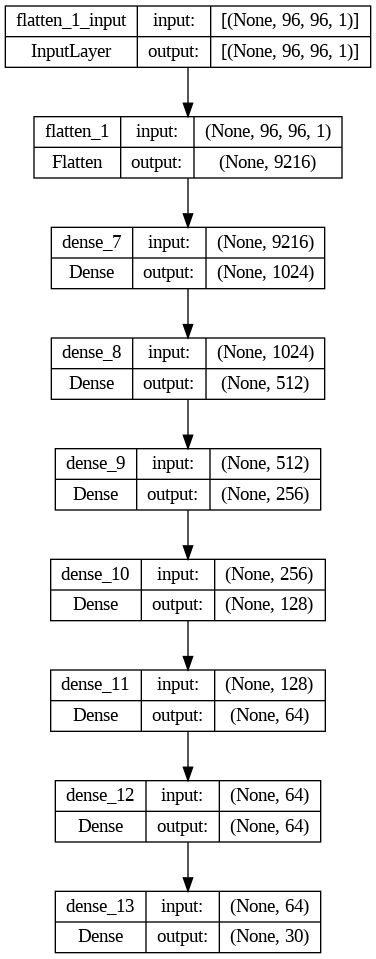 flatten_1_input input: [(None, 96, 96, 1)]
InputLayer output: [(None, 96, 96, 1)]
flatten_1 input: (None, 96, 96, 1)
Flatten output: (None, 9216)
dense_7 input: (None, 9216)
Dense output: (None, 1024)
dense_8 input: (None, 1024)
Dense output: (None, 512)
dense_9 input: (None, 512)
Dense output: (None, 256)
dense_10 input: (None, 256)
Dense output: (None, 128)
dense_11 input: (None, 128)
Dense output: (None, 64)
dense_12 input: (None, 64)
Dense output: (None, 64)
dense_13 input: (None, 64)
Dense output: (None, 30)